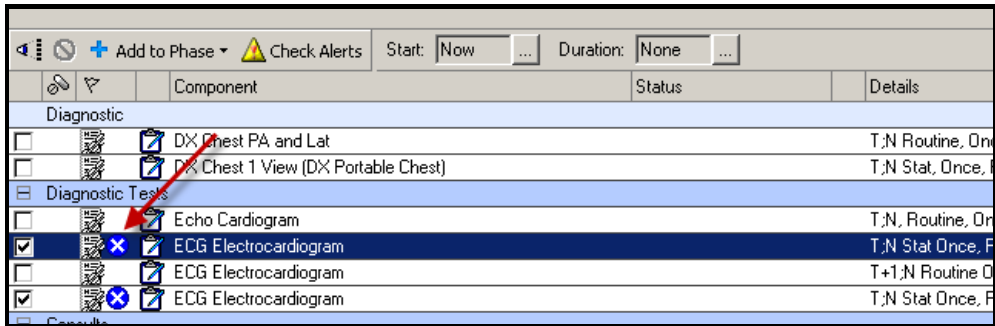 Add to Phase Check Alerts Start: Now ... Duration: None ...
Component Status Details
Diagnostic
DX Chest PA and Lat T;N Routine,
DX Chest 1 View (DX Portable Chest) T;N Stat, Once,
Diagnostic Tests
Echo Cardiogram T;N, Routine,
ECG Electrocardiogram T;N Stat Once,
ECG Electrocardiogram T+1;N Routine
ECG Electrocardiogram T;N Stat Once,